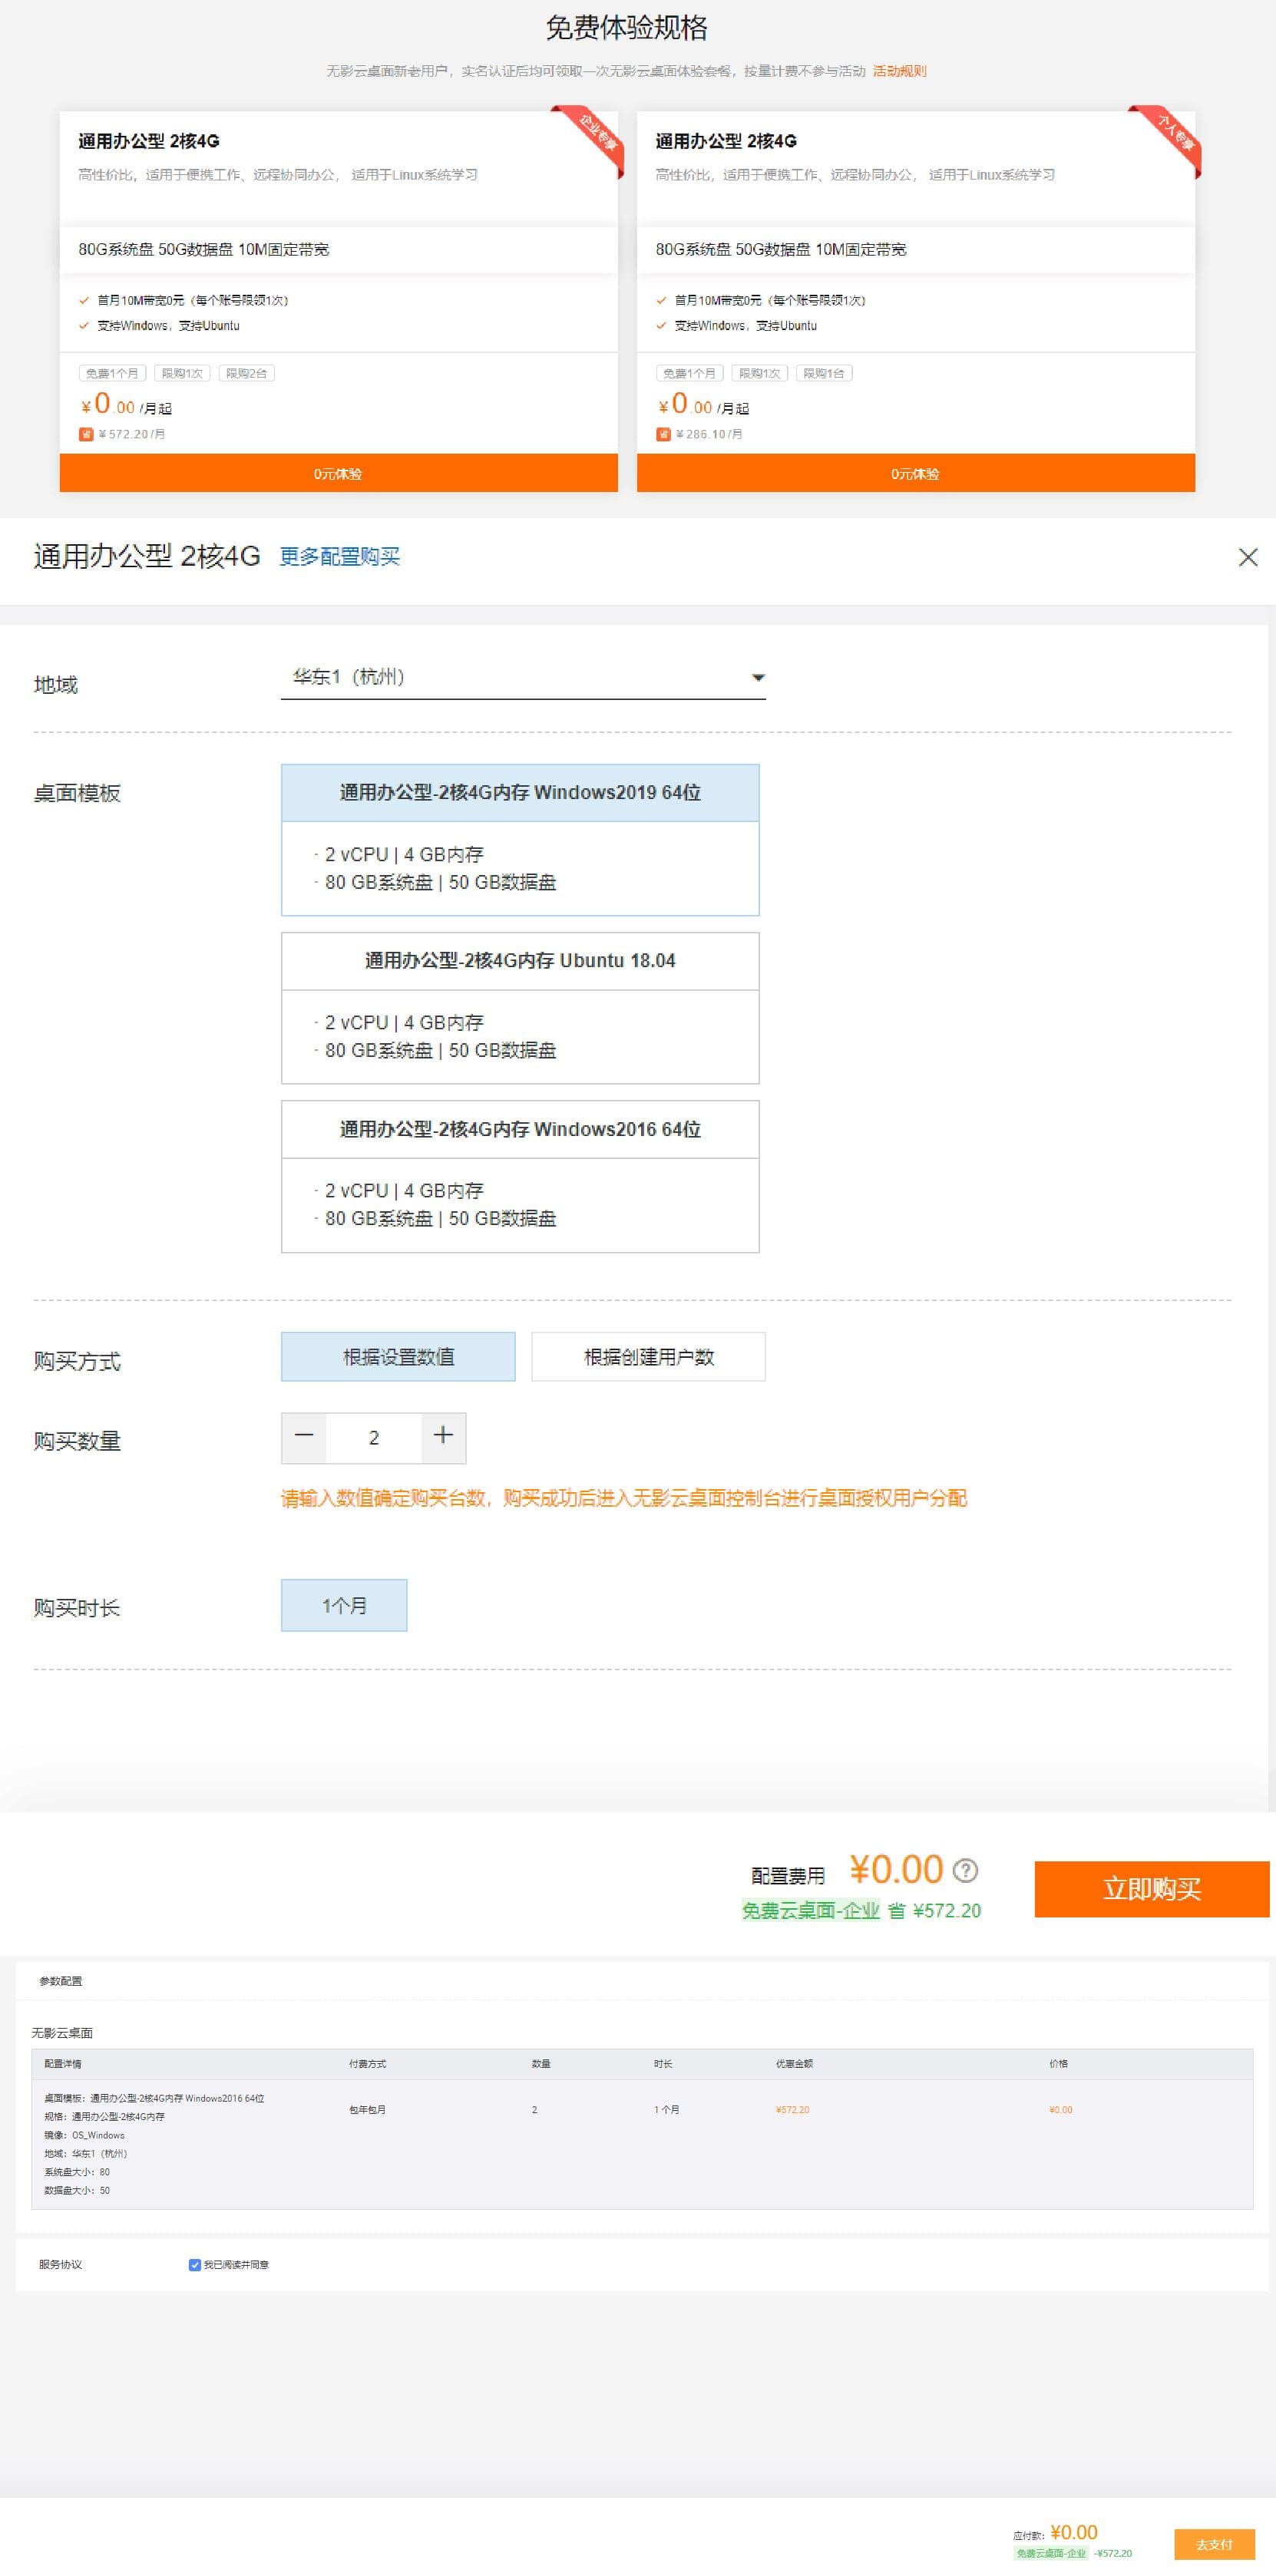 免费体验规格
无影云桌面新老用户，实名认证后均可领取一次无影云桌面体验套餐，按量计费不参与活动 活动规则
企业专享
通用办公型 2核4G
高性价比，适用于便携工作、远程协同办公， 适用于Linux系统学习
80G系统盘 50G数据盘 10M固定带宽
首月10M带宽0元（每个账号限领1次）
支持Windows，支持Ubuntu
免费1个月 限购1次 限购2台
¥0.00 /月起
省 ¥572.20/月
0元体验
个人专享
通用办公型 2核4G
高性价比，适用于便携工作、远程协同办公， 适用于Linux系统学习
80G系统盘 50G数据盘 10M固定带宽
首月10M带宽0元（每个账号限领1次）
支持Windows，支持Ubuntu
免费1个月 限购1次 限购1台
¥0.00 /月起
省 ¥286.10/月
0元体验
通用办公型 2核4G 更多配置购买
地域 华东1（杭州）
桌面模板
通用办公型-2核4G内存 Windows2019 64位
· 2 vCPU | 4 GB内存
· 80 GB系统盘 | 50 GB数据盘
通用办公型-2核4G内存 Ubuntu 18.04
· 2 vCPU | 4 GB内存
· 80 GB系统盘 | 50 GB数据盘
通用办公型-2核4G内存 Windows2016 64位
· 2 vCPU | 4 GB内存
· 80 GB系统盘 | 50 GB数据盘
购买方式 根据设置数值 根据创建用户数
购买数量 2
请输入数值确定购买台数，购买成功后进入无影云桌面控制台进行桌面授权用户分配
购买时长 1个月
配置费用 ¥0.00 ?
免费云桌面-企业 省 ¥572.20
立即购买
参数配置
无影云桌面
配置详情 付费方式 数量 时长 优惠金额 价格
桌面模板：通用办公型-2核4G内存 Windows2016 64位
包年包月 2 1 个月 ¥572.20 ¥0.00
规格：通用办公型-2核4G内存
镜像：OS_Windows
地域：华东1（杭州）
系统盘大小：80
数据盘大小：50
服务协议 我已阅读并同意
应付款：¥0.00
免费云桌面-企业 -¥572.20
去支付